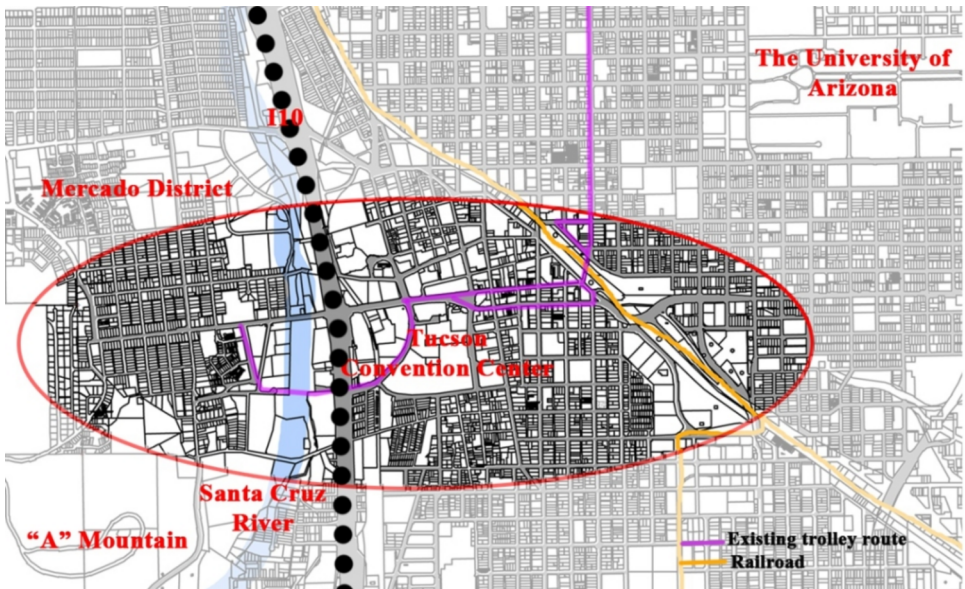 The University of
Arizona
I10
Mercado District
Tucson
Convention Center
Santa Cruz
River
“A” Mountain
Existing trolley route
Railroad